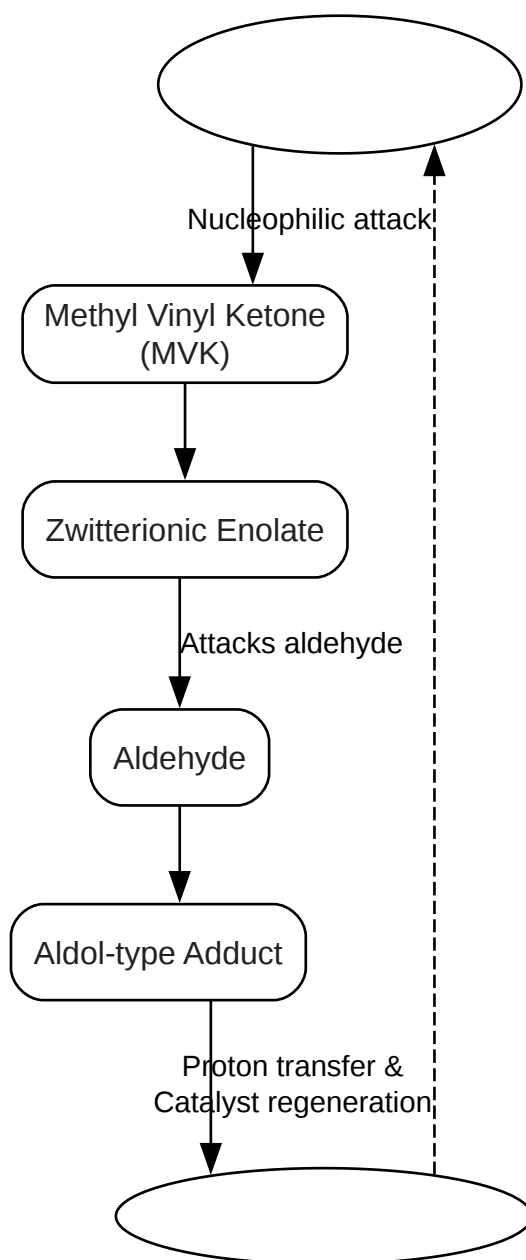 Nucleophilic attack
Methyl Vinyl Ketone
(MVK)
Zwitterionic Enolate
Attacks aldehyde
Aldehyde
Aldol-type Adduct
Proton transfer &
Catalyst regeneration